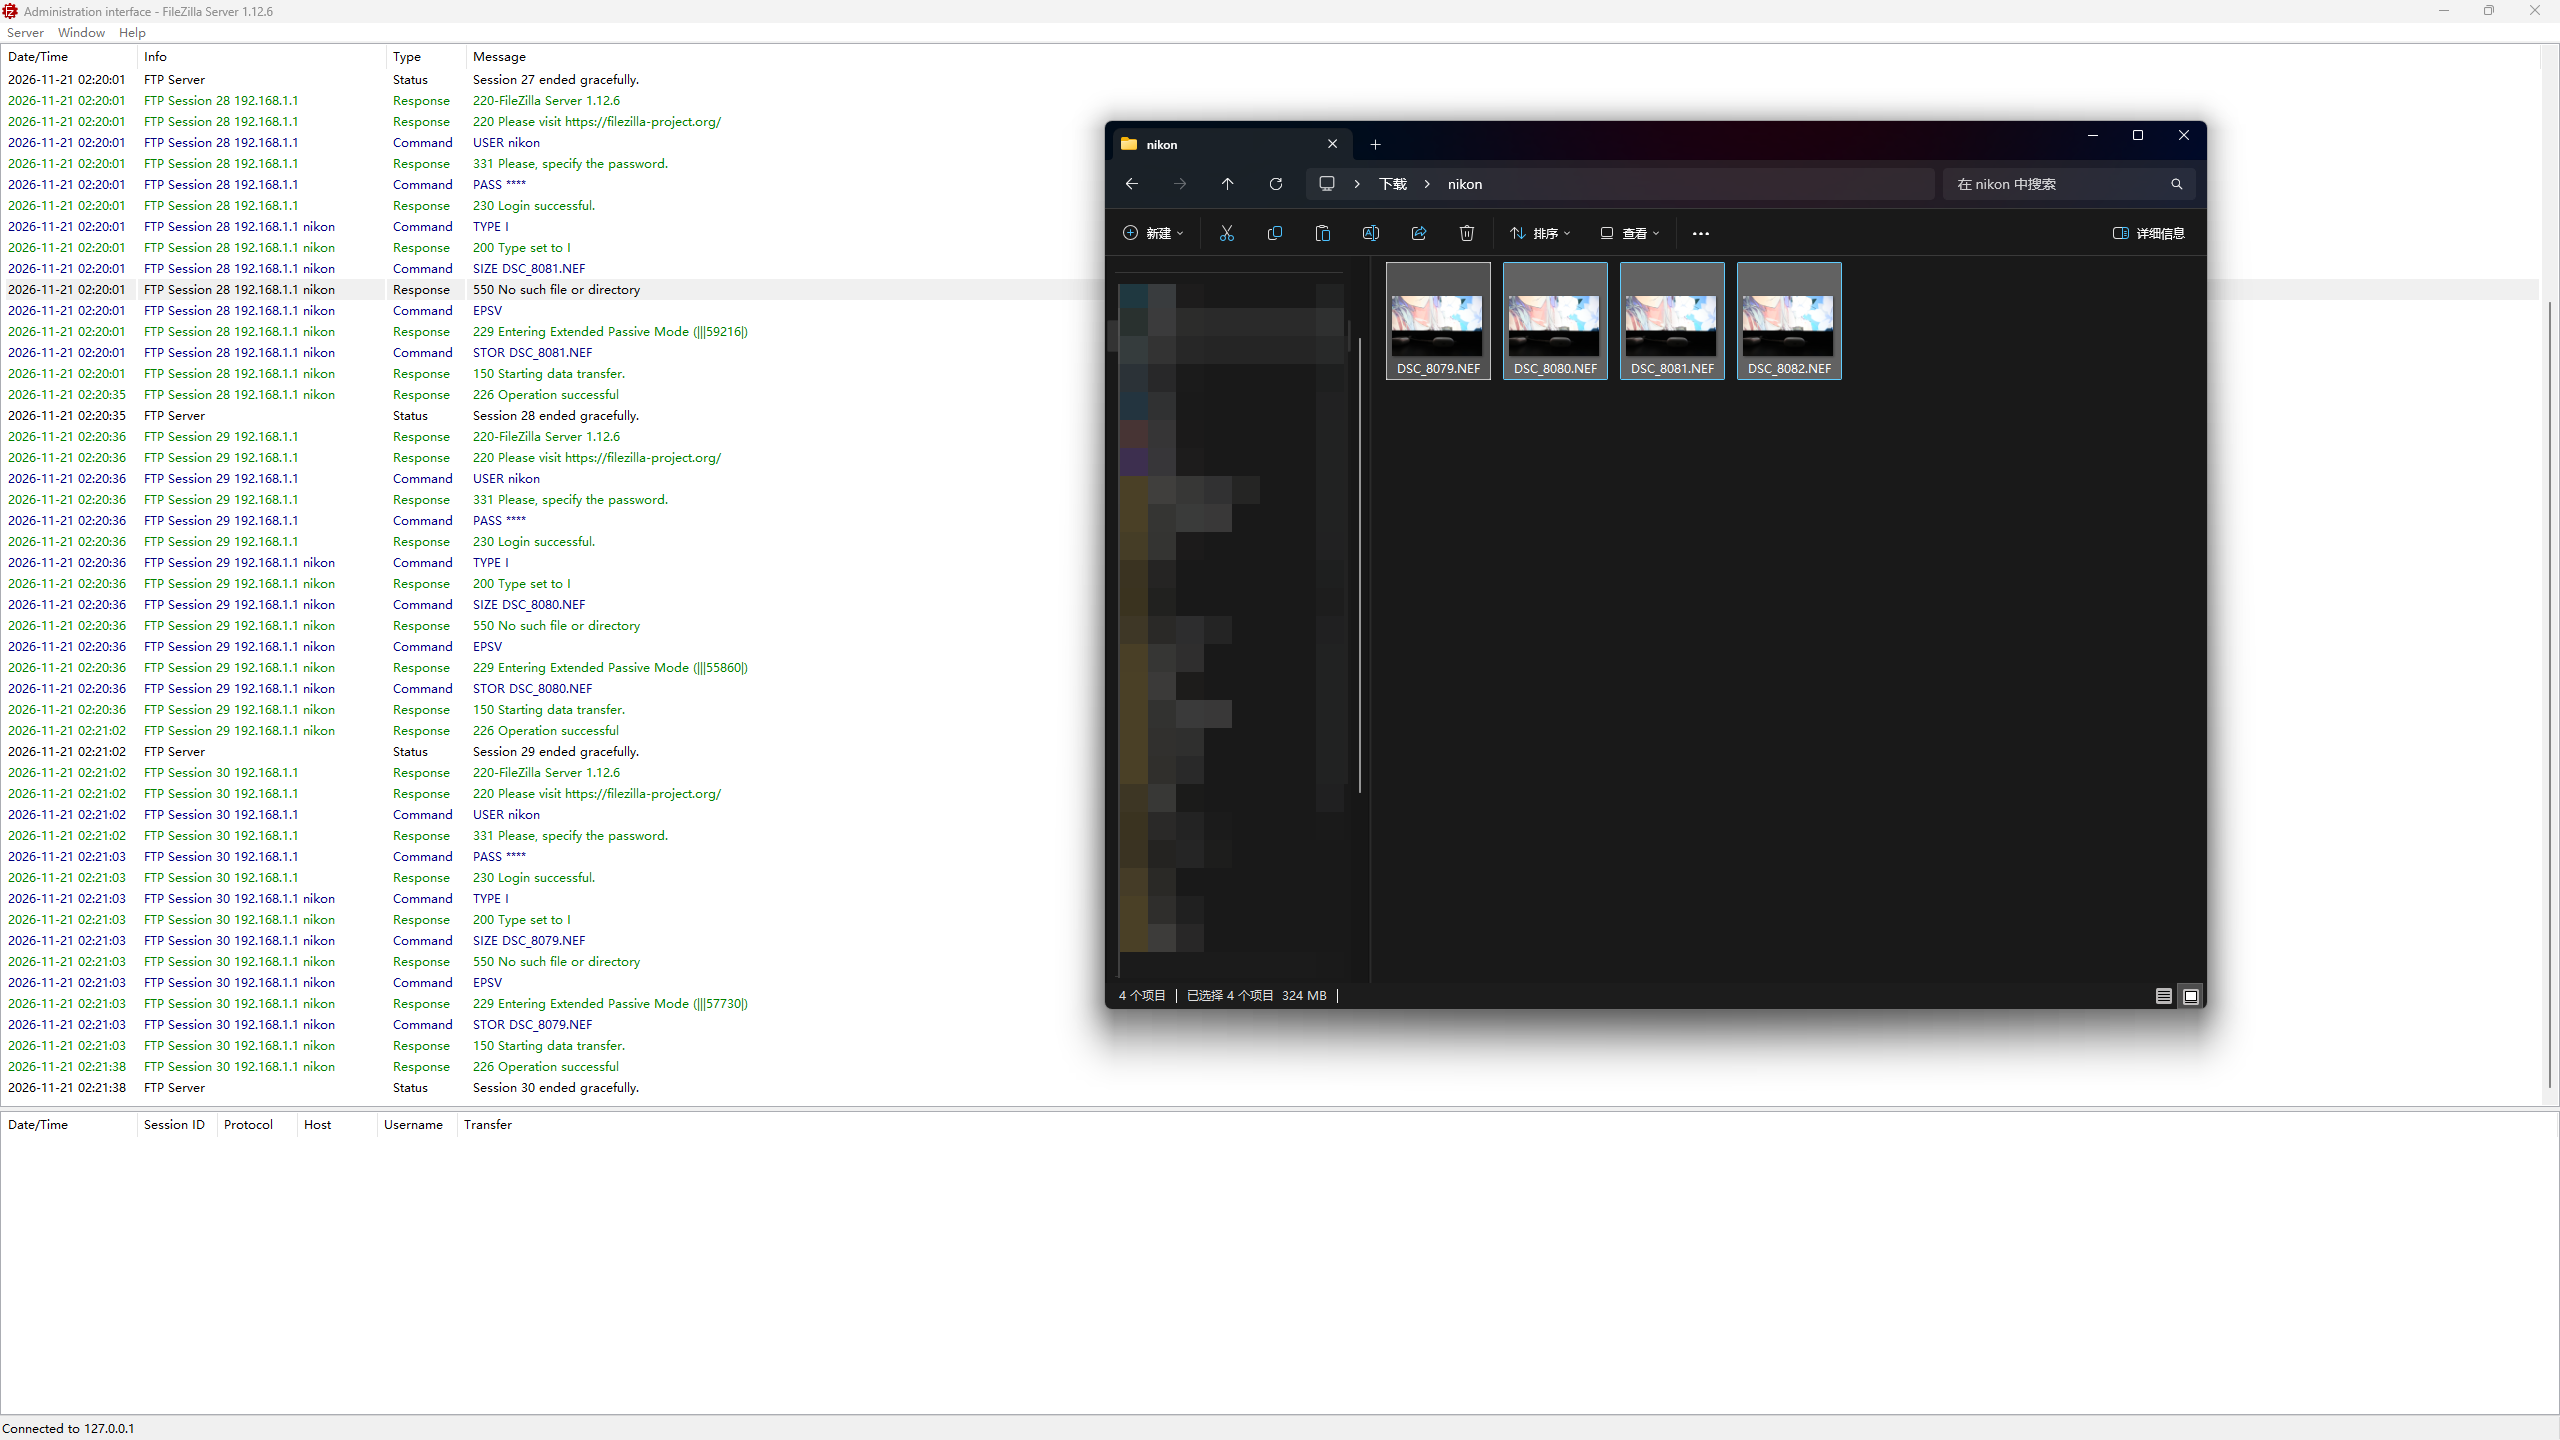 Administration interface - FileZilla Server 1.12.6
Server Window Help
Date/Time Info Type Message
2026-11-21 02:20:01 FTP Server Status Session 27 ended gracefully.
2026-11-21 02:20:01 FTP Session 28 192.168.1.1 Response 220-FileZilla Server 1.12.6
2026-11-21 02:20:01 FTP Session 28 192.168.1.1 Response 220 Please visit https://filezilla-project.org/
2026-11-21 02:20:01 FTP Session 28 192.168.1.1 Command USER nikon
2026-11-21 02:20:01 FTP Session 28 192.168.1.1 Response 331 Please, specify the password.
2026-11-21 02:20:01 FTP Session 28 192.168.1.1 Command PASS ****
2026-11-21 02:20:01 FTP Session 28 192.168.1.1 Response 230 Login successful.
2026-11-21 02:20:01 FTP Session 28 192.168.1.1 nikon Command TYPE I
2026-11-21 02:20:01 FTP Session 28 192.168.1.1 nikon Response 200 Type set to I
2026-11-21 02:20:01 FTP Session 28 192.168.1.1 nikon Command SIZE DSC_8081.NEF
2026-11-21 02:20:01 FTP Session 28 192.168.1.1 nikon Response 550 No such file or directory
2026-11-21 02:20:01 FTP Session 28 192.168.1.1 nikon Command EPSV
2026-11-21 02:20:01 FTP Session 28 192.168.1.1 nikon Response 229 Entering Extended Passive Mode (|||59216|)
2026-11-21 02:20:01 FTP Session 28 192.168.1.1 nikon Command STOR DSC_8081.NEF
2026-11-21 02:20:01 FTP Session 28 192.168.1.1 nikon Response 150 Starting data transfer.
2026-11-21 02:20:35 FTP Session 28 192.168.1.1 nikon Response 226 Operation successful
2026-11-21 02:20:35 FTP Server Status Session 28 ended gracefully.
2026-11-21 02:20:36 FTP Session 29 192.168.1.1 Response 220-FileZilla Server 1.12.6
2026-11-21 02:20:36 FTP Session 29 192.168.1.1 Response 220 Please visit https://filezilla-project.org/
2026-11-21 02:20:36 FTP Session 29 192.168.1.1 Command USER nikon
2026-11-21 02:20:36 FTP Session 29 192.168.1.1 Response 331 Please, specify the password.
2026-11-21 02:20:36 FTP Session 29 192.168.1.1 Command PASS ****
2026-11-21 02:20:36 FTP Session 29 192.168.1.1 Response 230 Login successful.
2026-11-21 02:20:36 FTP Session 29 192.168.1.1 nikon Command TYPE I
2026-11-21 02:20:36 FTP Session 29 192.168.1.1 nikon Response 200 Type set to I
2026-11-21 02:20:36 FTP Session 29 192.168.1.1 nikon Command SIZE DSC_8080.NEF
2026-11-21 02:20:36 FTP Session 29 192.168.1.1 nikon Response 550 No such file or directory
2026-11-21 02:20:36 FTP Session 29 192.168.1.1 nikon Command EPSV
2026-11-21 02:20:36 FTP Session 29 192.168.1.1 nikon Response 229 Entering Extended Passive Mode (|||55860|)
2026-11-21 02:20:36 FTP Session 29 192.168.1.1 nikon Command STOR DSC_8080.NEF
2026-11-21 02:20:36 FTP Session 29 192.168.1.1 nikon Response 150 Starting data transfer.
2026-11-21 02:21:02 FTP Session 29 192.168.1.1 nikon Response 226 Operation successful
2026-11-21 02:21:02 FTP Server Status Session 29 ended gracefully.
2026-11-21 02:21:02 FTP Session 30 192.168.1.1 Response 220-FileZilla Server 1.12.6
2026-11-21 02:21:02 FTP Session 30 192.168.1.1 Response 220 Please visit https://filezilla-project.org/
2026-11-21 02:21:02 FTP Session 30 192.168.1.1 Command USER nikon
2026-11-21 02:21:02 FTP Session 30 192.168.1.1 Response 331 Please, specify the password.
2026-11-21 02:21:03 FTP Session 30 192.168.1.1 Command PASS ****
2026-11-21 02:21:03 FTP Session 30 192.168.1.1 Response 230 Login successful.
2026-11-21 02:21:03 FTP Session 30 192.168.1.1 nikon Command TYPE I
2026-11-21 02:21:03 FTP Session 30 192.168.1.1 nikon Response 200 Type set to I
2026-11-21 02:21:03 FTP Session 30 192.168.1.1 nikon Command SIZE DSC_8079.NEF
2026-11-21 02:21:03 FTP Session 30 192.168.1.1 nikon Response 550 No such file or directory
2026-11-21 02:21:03 FTP Session 30 192.168.1.1 nikon Command EPSV
2026-11-21 02:21:03 FTP Session 30 192.168.1.1 nikon Response 229 Entering Extended Passive Mode (|||57730|)
2026-11-21 02:21:03 FTP Session 30 192.168.1.1 nikon Command STOR DSC_8079.NEF
2026-11-21 02:21:03 FTP Session 30 192.168.1.1 nikon Response 150 Starting data transfer.
2026-11-21 02:21:38 FTP Session 30 192.168.1.1 nikon Response 226 Operation successful
2026-11-21 02:21:38 FTP Server Status Session 30 ended gracefully.
nikon
下载 nikon
在 nikon 中搜索
新建 排序 查看 详细信息
DSC_8079.NEF DSC_8080.NEF DSC_8081.NEF DSC_8082.NEF
4 个项目 已选择 4 个项目 324 MB
Date/Time Session ID Protocol Host Username Transfer
Connected to 127.0.0.1